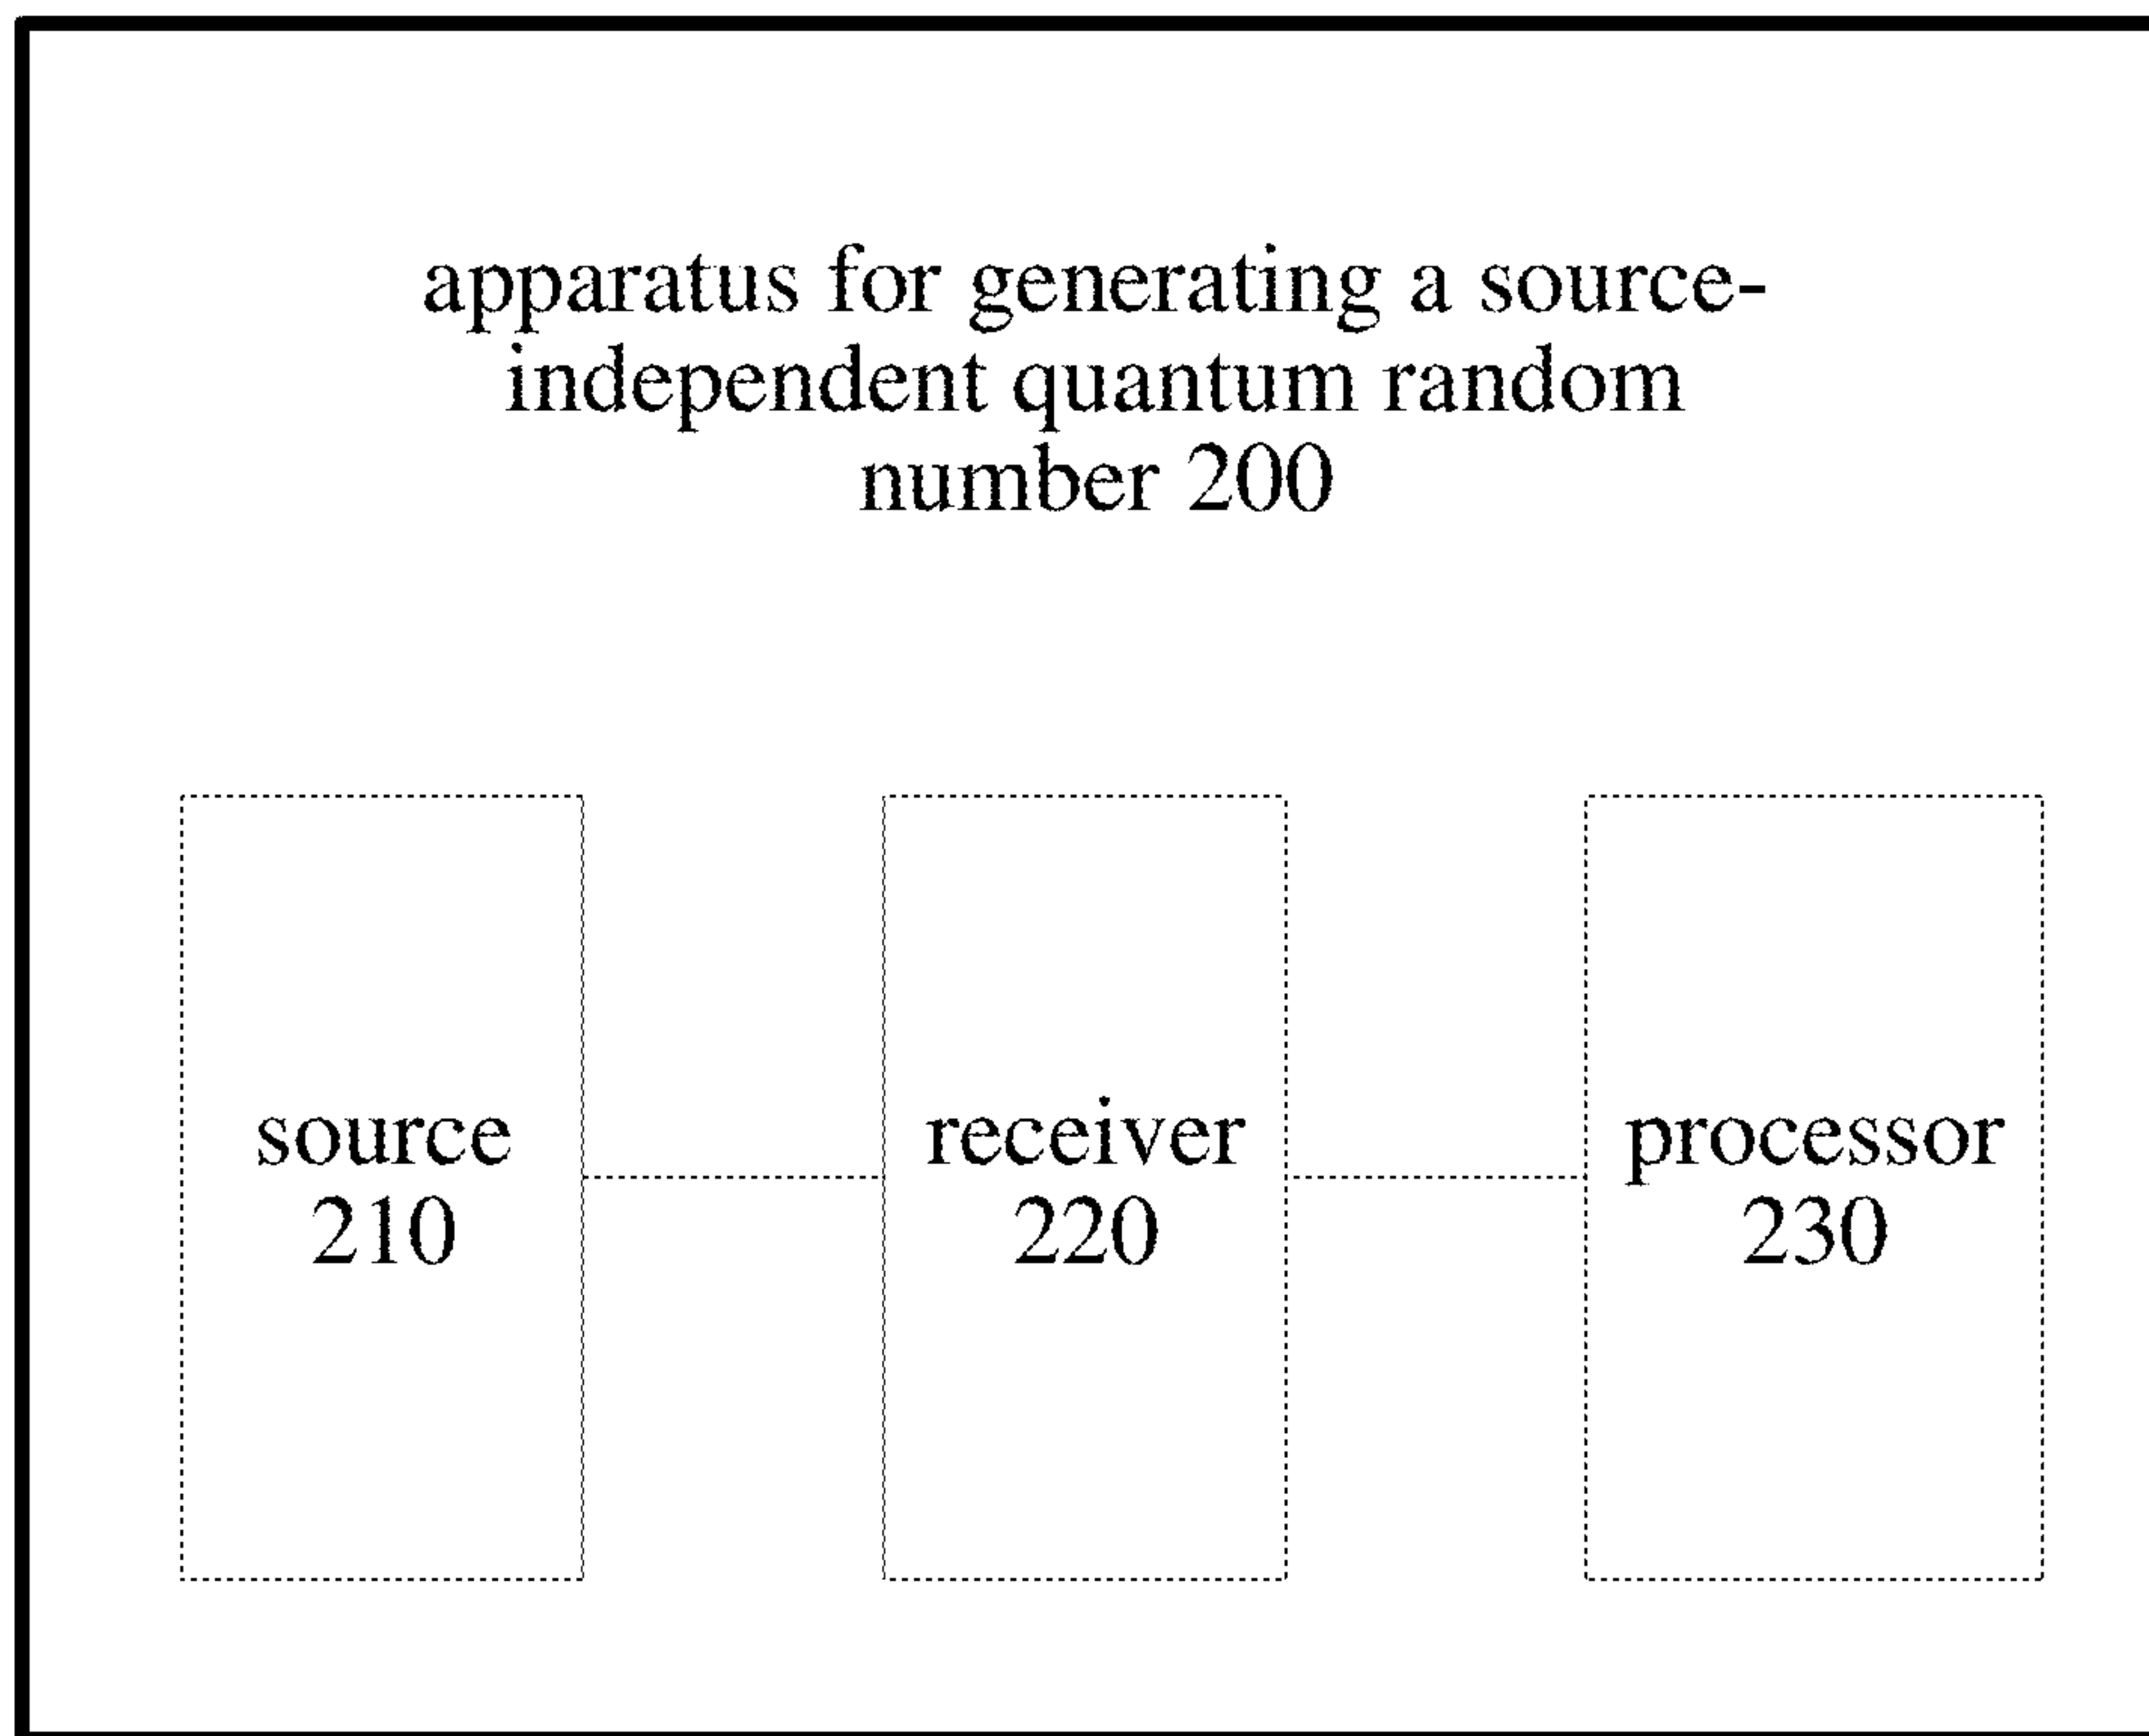 apparatus for generating a source-
independent quantum random
number 200
source
210
receiver
220
processor
230